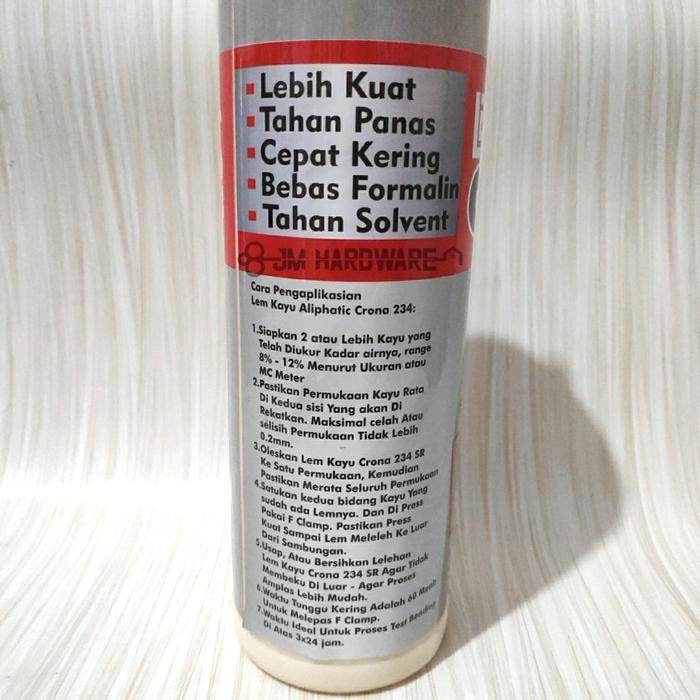 Lebih Kuat
Tahan Panas
Cepat Kering
Bebas Formalin
Tahan Solvent
JM HARDWARE
Cara Pengaplikasian
Lem Kayu Aliphatic Crona 234:
1.Siapkan 2 atau Lebih Kayu yang
Telah Diukur Kadar airnya, range
8% - 12% Menurut Ukuran atau
MC Meter
2.Pastikan Permukaan Kayu Rata
Di Kedua sisi Yang akan Di
Rekatkan. Maksimal celah Atau
selisih Permukaan Tidak Lebih
0.2mm.
3.Oleskan Lem Kayu Crona 234 SR
Ke Satu Permukaan, Kemudian
Pastikan Merata Seluruh Permukaan
4.Satukan kedua bidang Kayu Yang
sudah ada Lemnya. Dan Di Press
Pakai F Clamp. Pastikan Press
Kuat Sampai Lem Meleleh Ke Luar
Dari Sambungan.
5.Usap, Atau Bersihkan Lelehan
Lem Kayu Crona 234 SR Agar Tidak
Membeku Di Luar - Agar Proses
Amplas Lebih Mudah.
6.Waktu Tunggu Kering Adalah 60 Menit
Untuk Melepas F Clamp.
7.Waktu Ideal Untuk Proses Test Bending
Di Atas 3x24 jam.